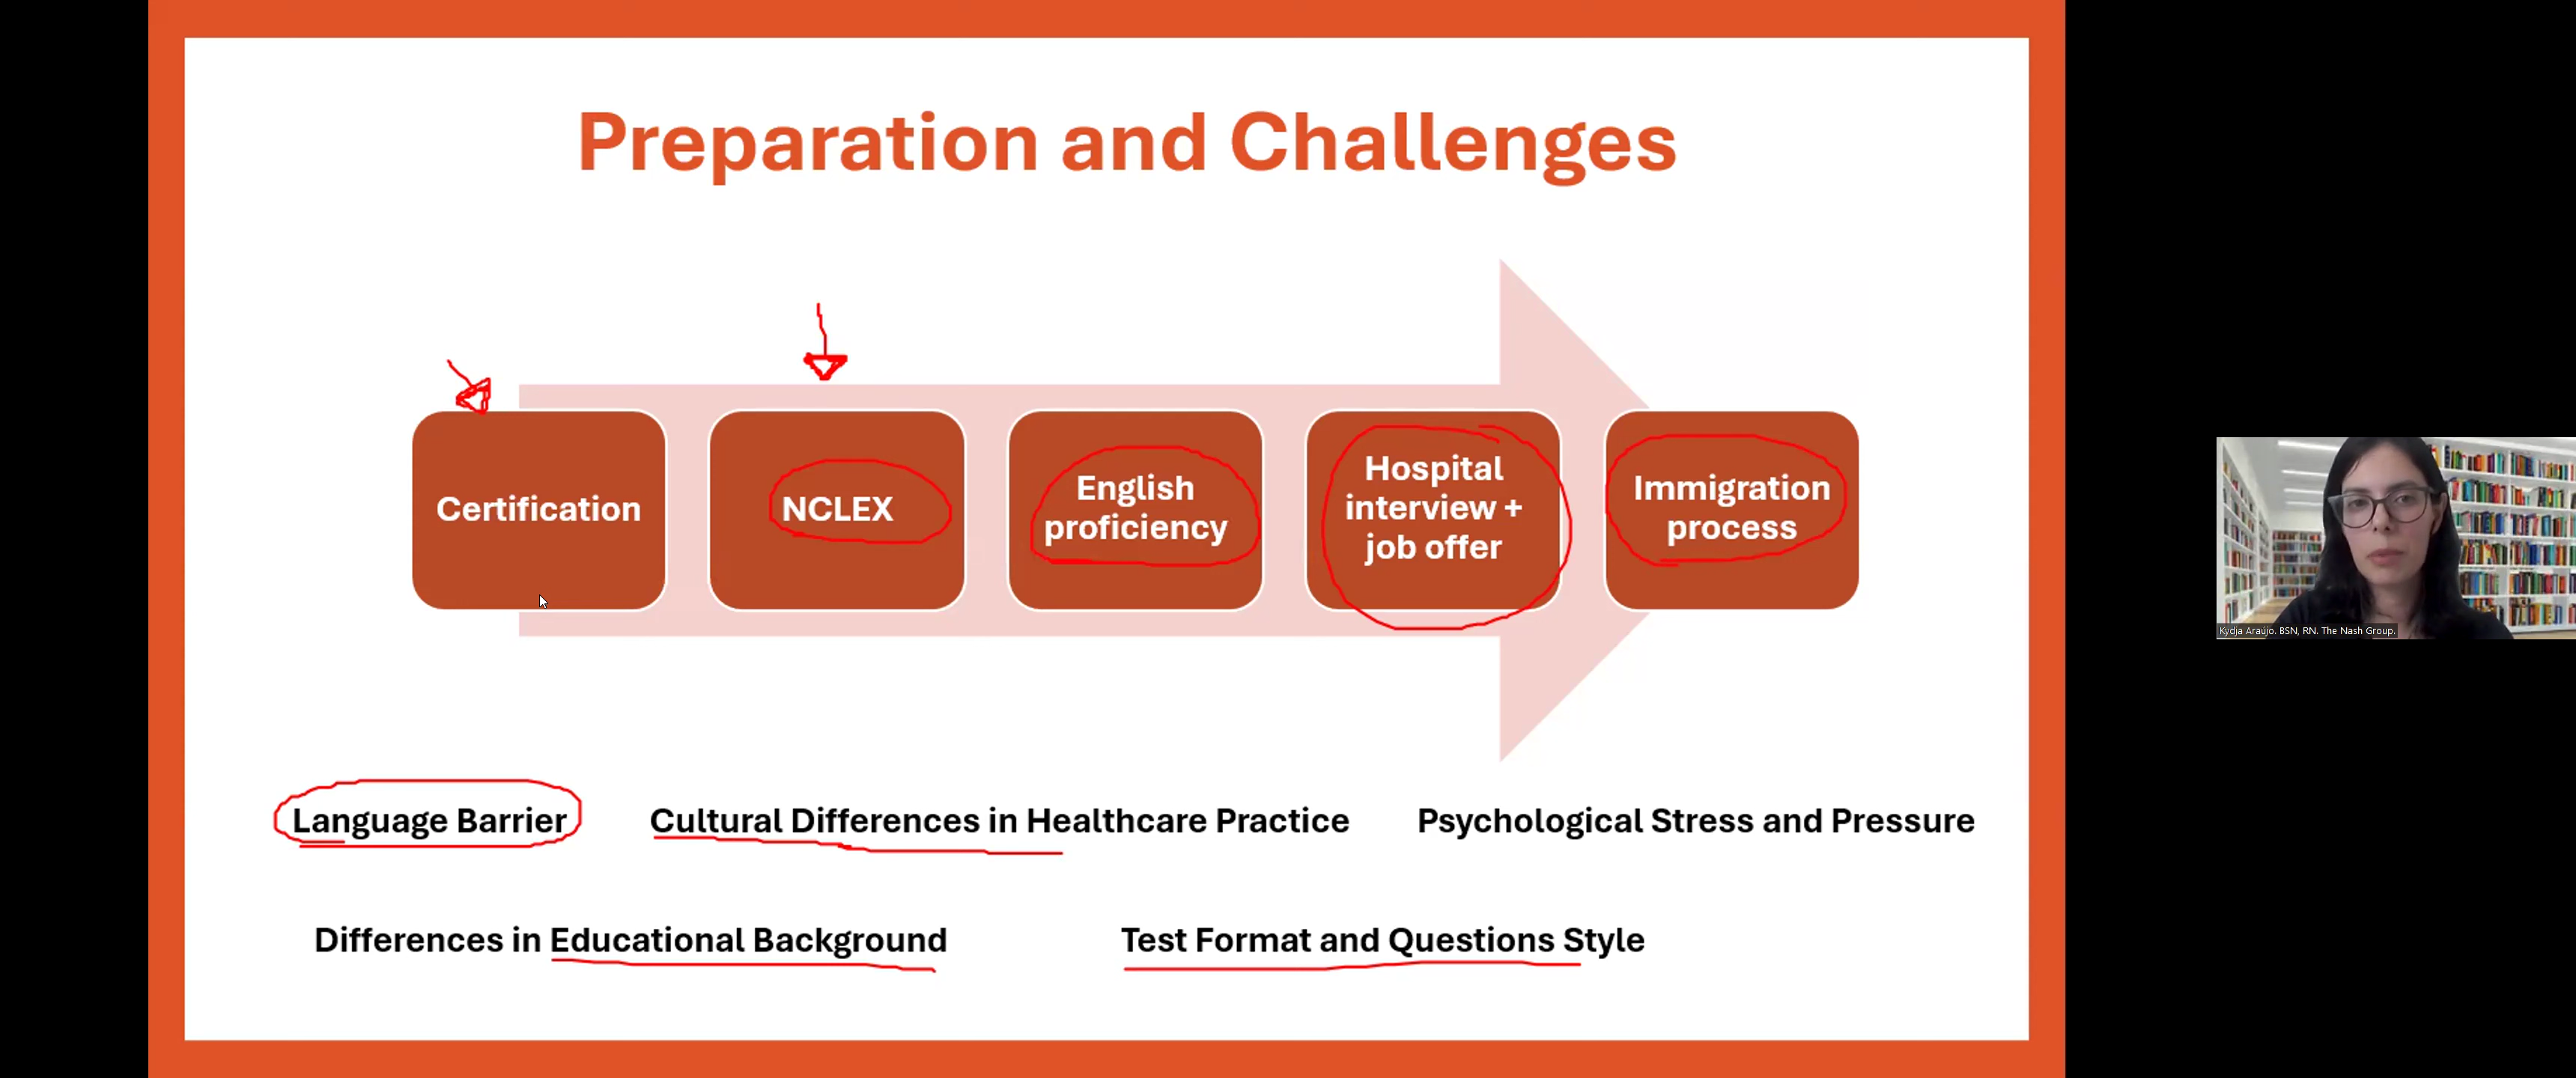 Preparation and Challenges
Certification
NCLEX
English
proficiency
Hospital
interview +
job offer
Immigration
process
Language Barrier
Cultural Differences in Healthcare Practice
Psychological Stress and Pressure
Differences in Educational Background
Test Format and Questions Style
Kydja Araújo. BSN, RN. The Nash Group.